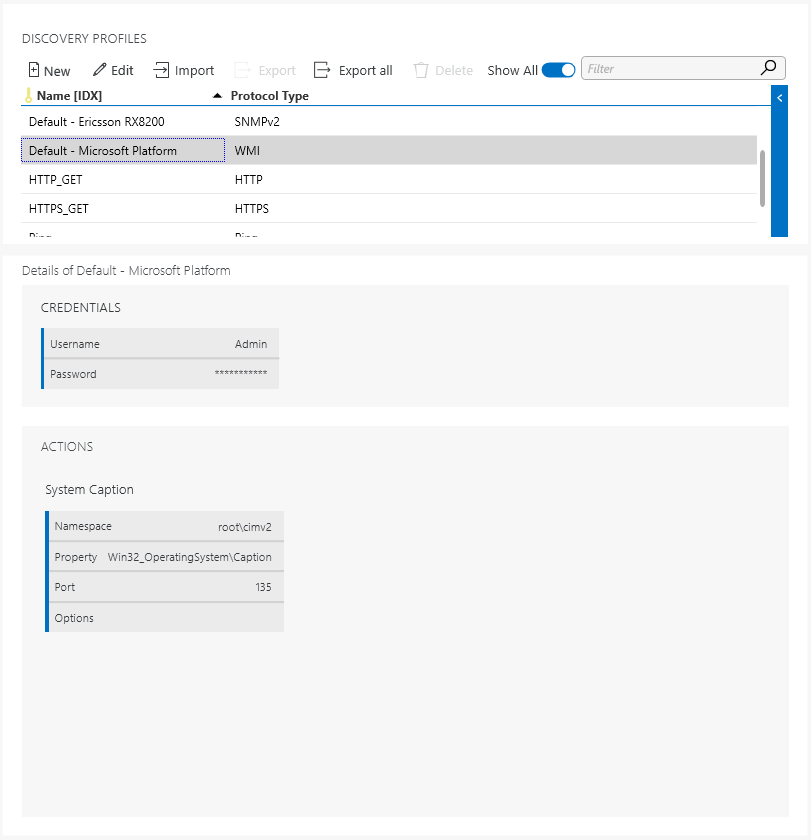 DISCOVERY PROFILES
New Edit Import Export Export all Delete Show All Filter
Name [IDX] Protocol Type
Default - Ericsson RX8200 SNMPv2
Default - Microsoft Platform WMI
HTTP_GET HTTP
HTTPS_GET HTTPS
Ping Ping
Details of Default - Microsoft Platform
CREDENTIALS
Username Admin
Password ***********
ACTIONS
System Caption
Namespace root\cimv2
Property Win32_OperatingSystem\Caption
Port 135
Options